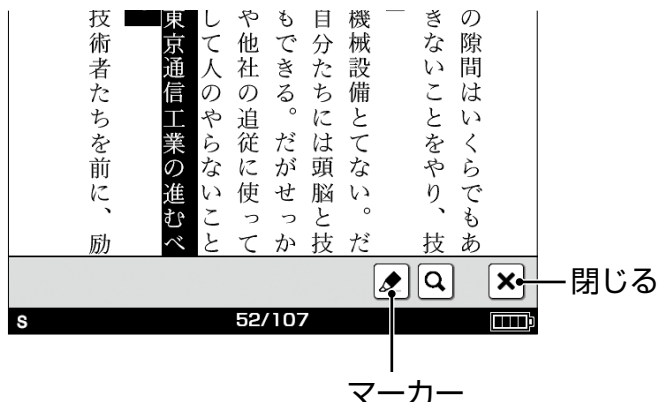 の隙間はいくらでもあ
きないことをやり、技
機械設備とてない。だ
自分たちには頭脳と技
もできる。だがせっか
や他社の追従に使って
して人のやらないこと
東京通信工業の進むべ
技術者たちを前に、励
閉じる
S 52/107
マーカー